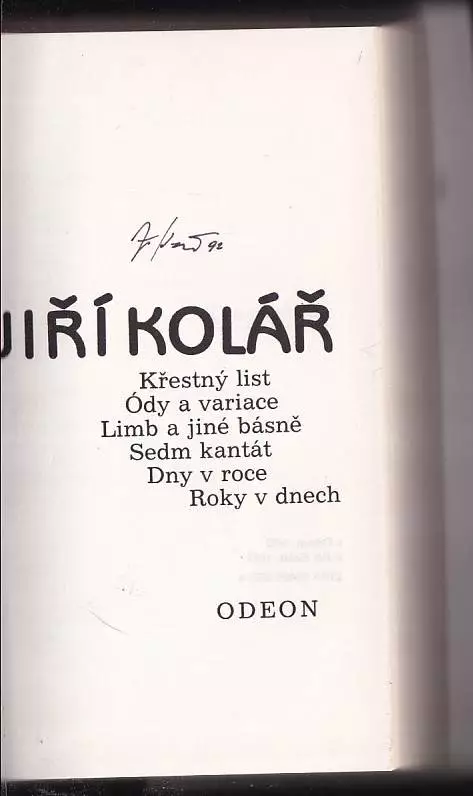 JIŘÍ KOLÁŘ
Křestný list
Ódy a variace
Limb a jiné básně
Sedm kantát
Dny v roce
Roky v dnech
ODEON